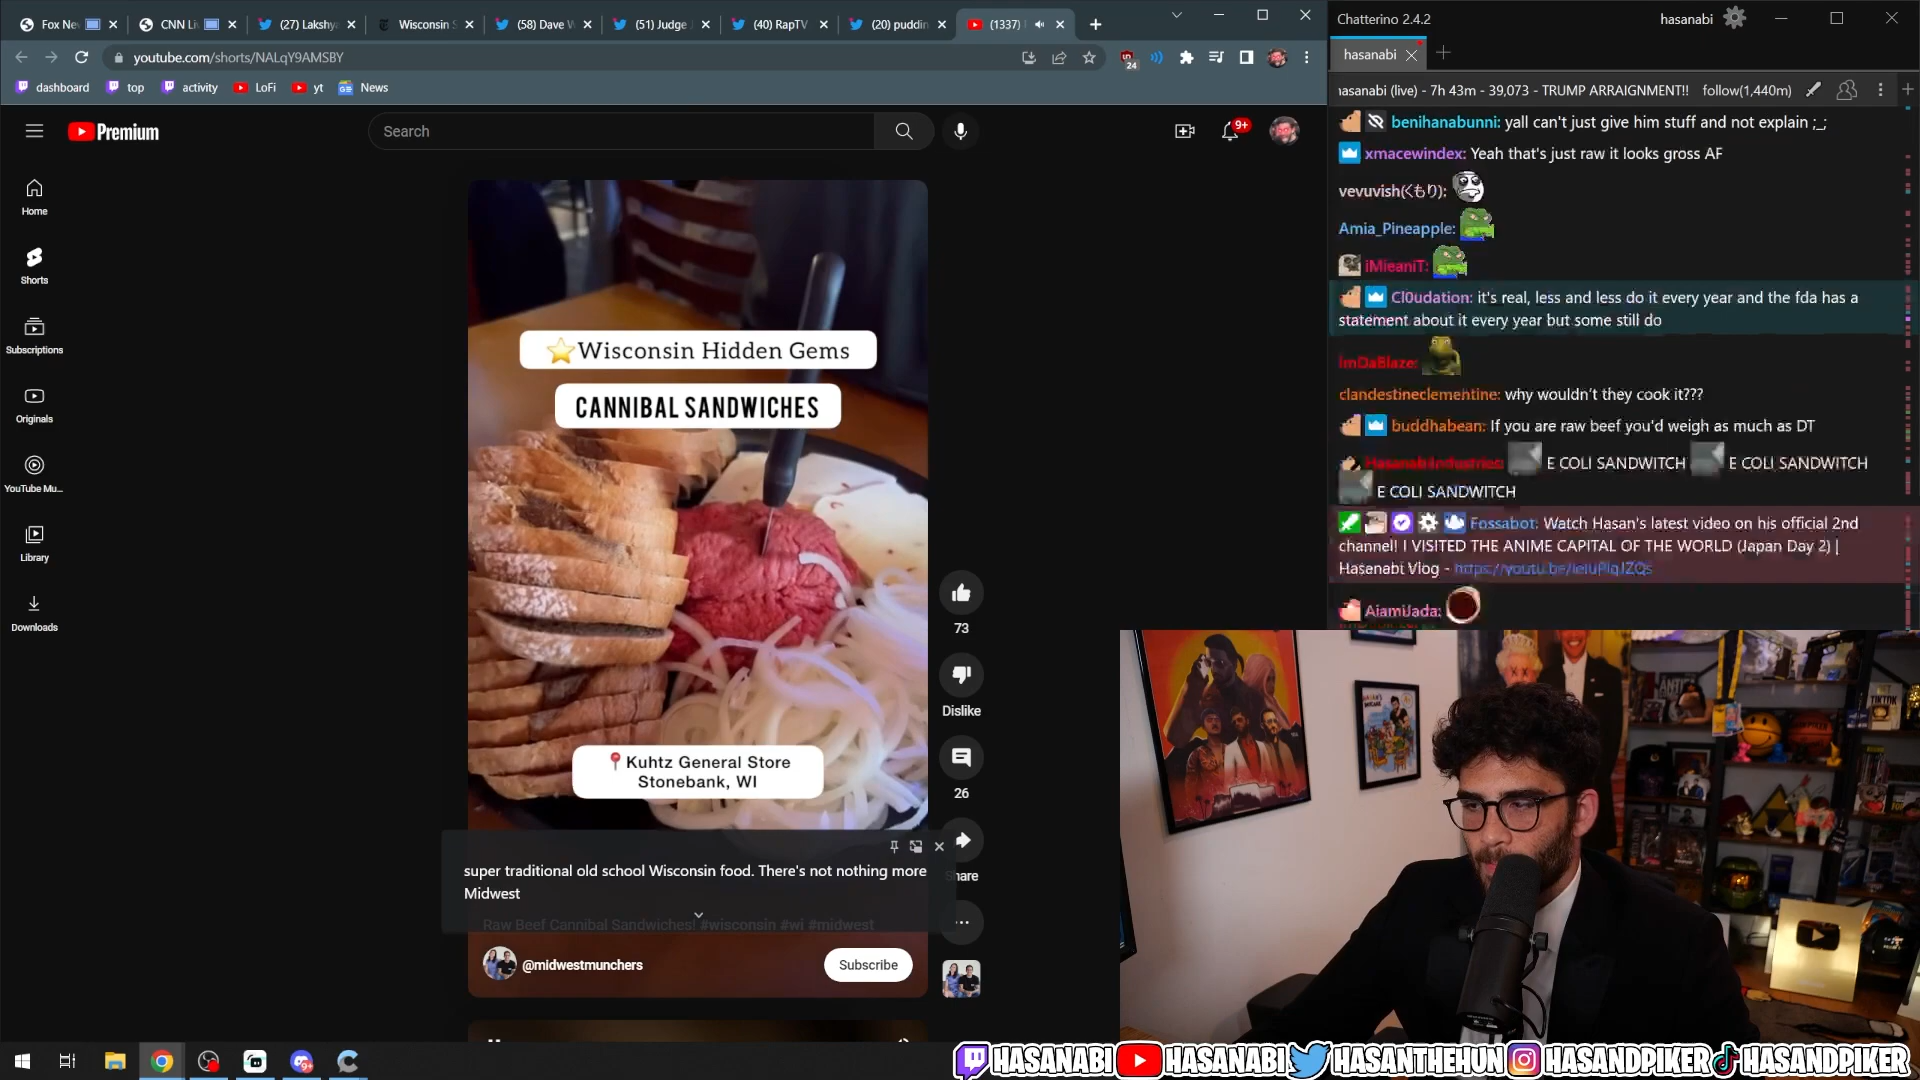 Fox Ne
CNN Li
(27) Lakshy
Wisconsin S
(58) Dave W
(51) Judge J
(40) RapTV
(20) puddin
(1337)
youtube.com/shorts/NALqY9AMSBY
24
dashboard
top
activity
LoFi
yt
News
Premium
Search
9+
Home
Shorts
Subscriptions
Originals
YouTube Mu...
Library
Downloads
⭐Wisconsin Hidden Gems
CANNIBAL SANDWICHES
📍Kuhtz General Store
Stonebank, WI
super traditional old school Wisconsin food. There's not nothing more
Midwest
Raw Beef Cannibal Sandwiches! #wisconsin #wi #midwest
@midwestmunchers
Subscribe
73
Dislike
26
Share
Chatterino 2.4.2
hasanabi
hasanabi
hasanabi (live) - 7h 43m - 39,073 - TRUMP ARRAIGNMENT!! follow(1,440m)
benihanabunni: yall can't just give him stuff and not explain ;_;
xmacewindex: Yeah that's just raw it looks gross AF
vevuvish(くもり):
Amia_Pineapple:
iMieaniT:
Cl0udation: it's real, less and less do it every year and the fda has a
statement about it every year but some still do
ImDaBlaze:
clandestineclementine: why wouldn't they cook it???
buddhabean: If you are raw beef you'd weigh as much as DT
HasanabiIndustries: E COLI SANDWITCH E COLI SANDWITCH
E COLI SANDWITCH
Fossabot: Watch Hasan's latest video on his official 2nd
channel! I VISITED THE ANIME CAPITAL OF THE WORLD (Japan Day 2) |
Hasanabi Vlog -
AiamiJada:
TIKTOK
HASANABI HASANABI HASANTHEHUN HASANDPIKER HASANDPIKER